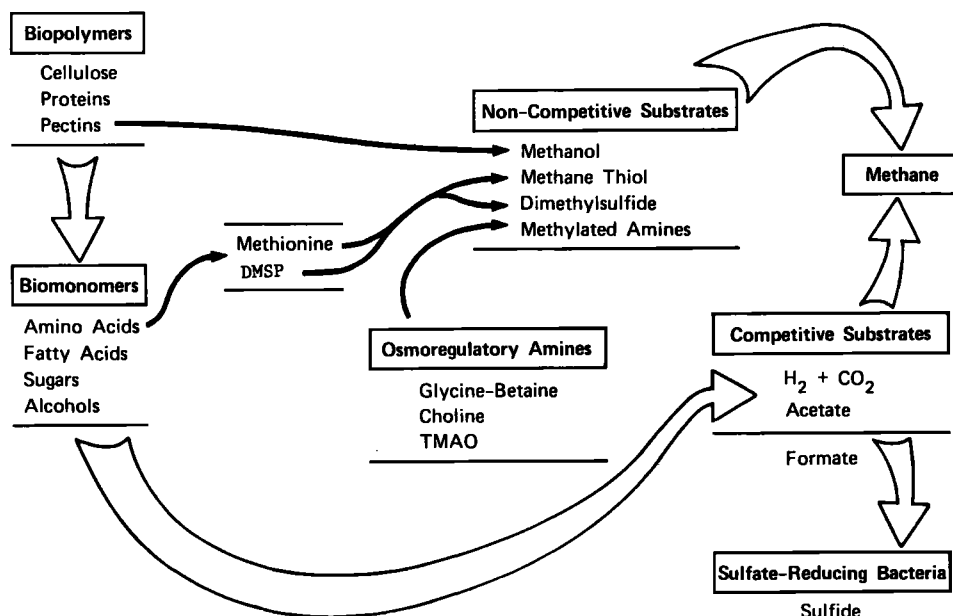 Biopolymers
Cellulose
Proteins
Pectins
Non-Competitive Substrates
Methanol
Methane Thiol
Dimethylsulfide
Methylated Amines
Methane
Methionine
DMSP
Biomonomers
Amino Acids
Fatty Acids
Sugars
Alcohols
Osmoregulatory Amines
Glycine-Betaine
Choline
TMAO
Competitive Substrates
H₂ + CO₂
Acetate
Formate
Sulfate-Reducing Bacteria
Sulfide